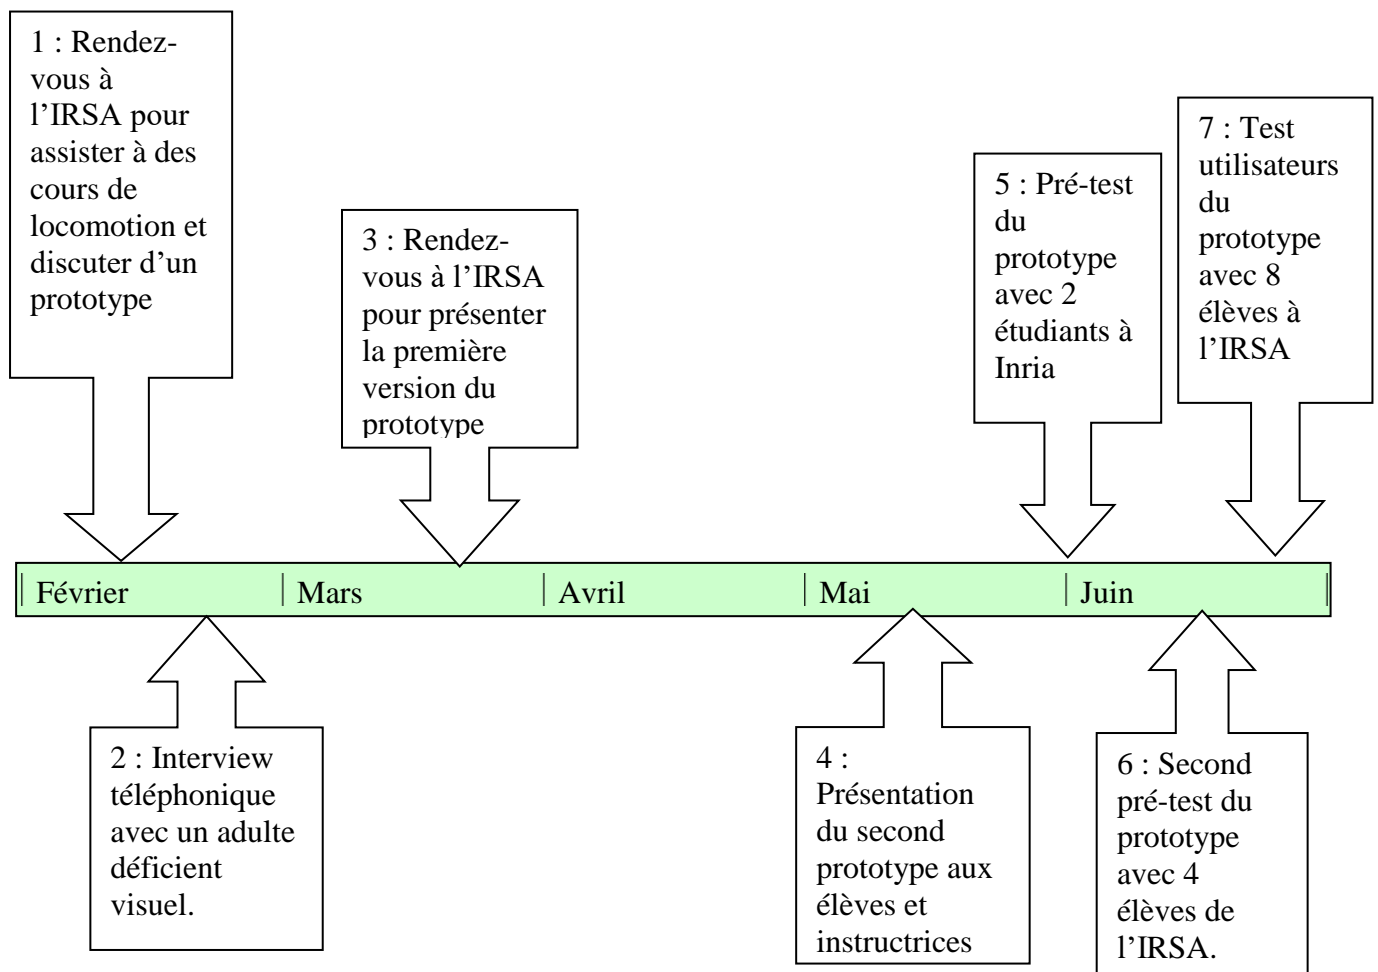 1 : Rendez-
vous à
l’IRSA pour
assister à des
cours de
locomotion et
discuter d’un
prototype
3 : Rendez-
vous à l’IRSA
pour présenter
la première
version du
prototype
5 : Pré-test
du
prototype
avec 2
étudiants à
Inria
7 : Test
utilisateurs
du
prototype
avec 8
élèves à
l’IRSA
Février
Mars
Avril
Mai
Juin
2 : Interview
téléphonique
avec un adulte
déficient
visuel.
4 :
Présentation
du second
prototype aux
élèves et
instructrices
6 : Second
pré-test du
prototype
avec 4
élèves de
l’IRSA.